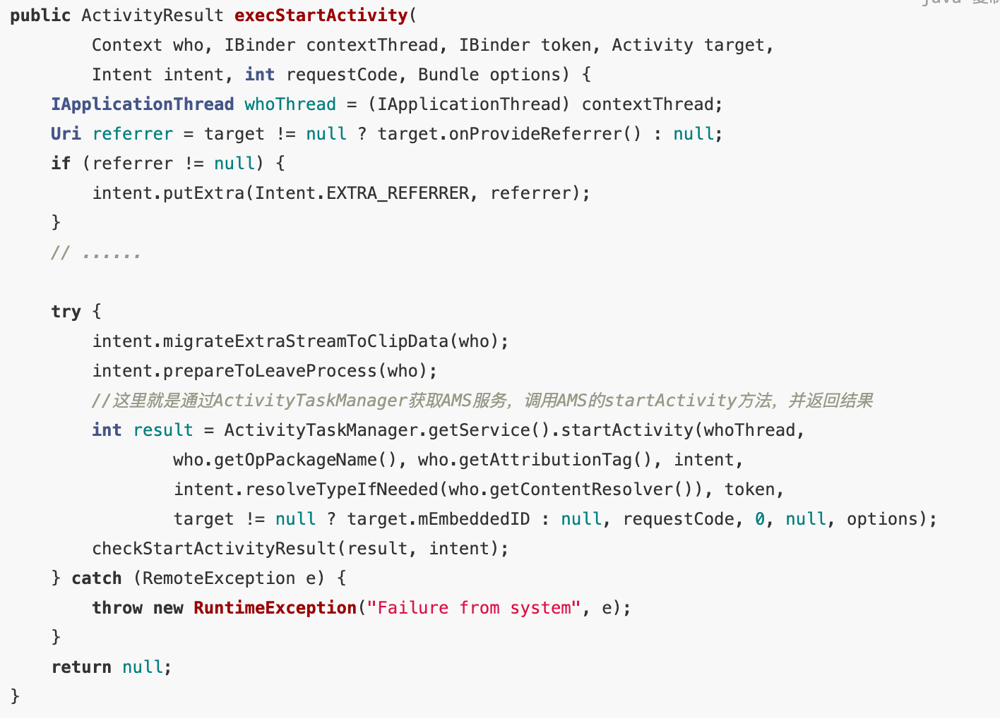 public ActivityResult execStartActivity(
        Context who, IBinder contextThread, IBinder token, Activity target,
        Intent intent, int requestCode, Bundle options) {
    IApplicationThread whoThread = (IApplicationThread) contextThread;
    Uri referrer = target != null ? target.onProvideReferrer() : null;
    if (referrer != null) {
        intent.putExtra(Intent.EXTRA_REFERRER, referrer);
    }
    // ......
    try {
        intent.migrateExtraStreamToClipData(who);
        intent.prepareToLeaveProcess(who);
        //这里就是通过ActivityTaskManager获取AMS服务，调用AMS的startActivity方法，并返回结果
        int result = ActivityTaskManager.getService().startActivity(whoThread,
                who.getOpPackageName(), who.getAttributionTag(), intent,
                intent.resolveTypeIfNeeded(who.getContentResolver()), token,
                target != null ? target.mEmbeddedID : null, requestCode, 0, null, options);
        checkStartActivityResult(result, intent);
    } catch (RemoteException e) {
        throw new RuntimeException("Failure from system", e);
    }
    return null;
}